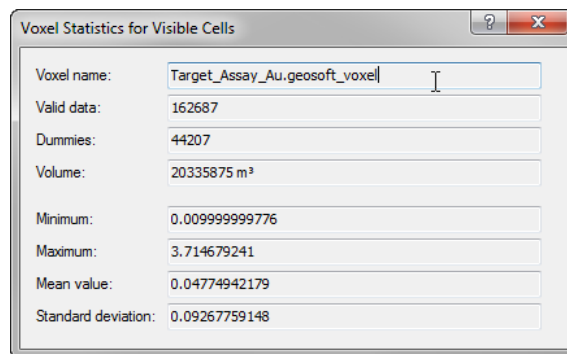 Voxel Statistics for Visible Cells
?
Voxel name: Target_Assay_Au.geosoft_voxel
Valid data: 162687
Dummies: 44207
Volume: 20335875 m³
Minimum: 0.009999999776
Maximum: 3.714679241
Mean value: 0.04774942179
Standard deviation: 0.09267759148